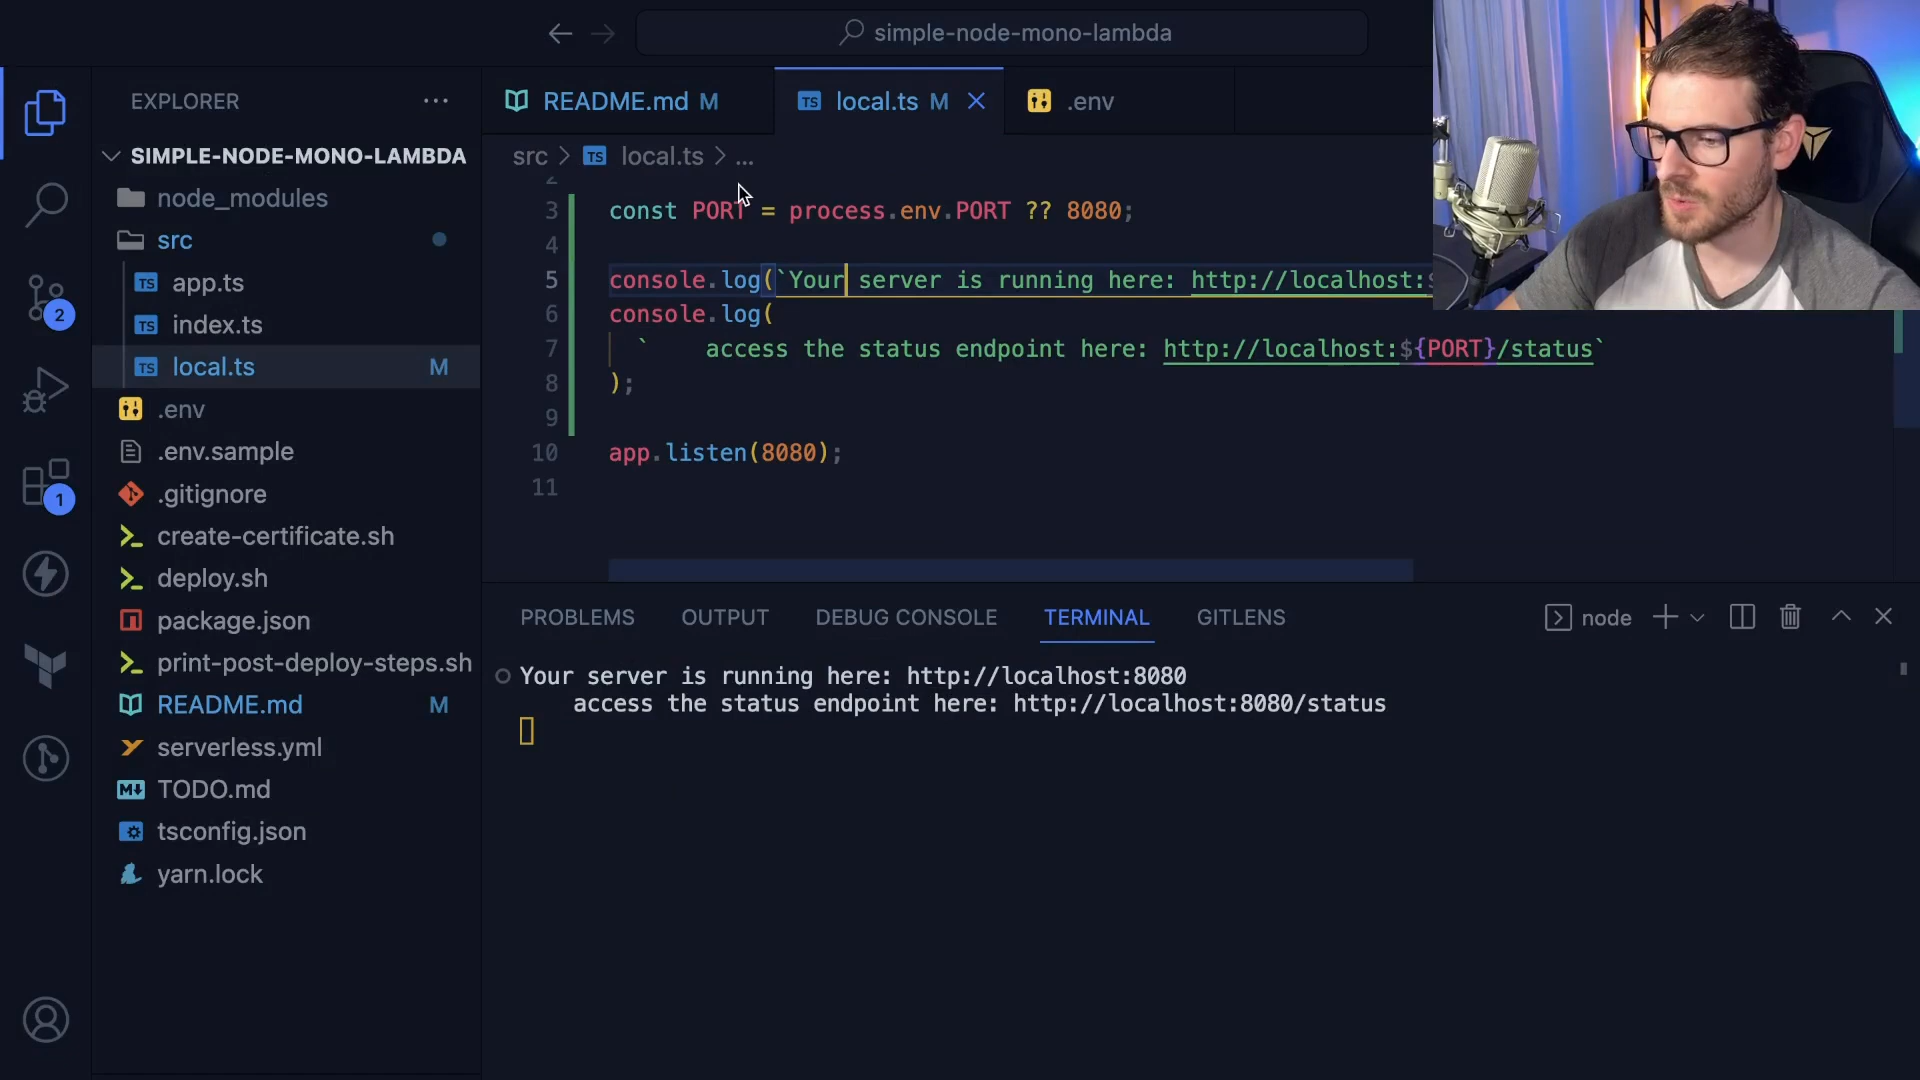 simple-node-mono-lambda
EXPLORER
README.md M
local.ts M
.env
SIMPLE-NODE-MONO-LAMBDA
node_modules
src
app.ts
index.ts
local.ts M
.env
.env.sample
.gitignore
create-certificate.sh
deploy.sh
package.json
print-post-deploy-steps.sh
README.md M
serverless.yml
TODO.md
tsconfig.json
yarn.lock
2
1
src > local.ts > ...
2
3 const PORT = process.env.PORT ?? 8080;
4
5 console.log(`Your server is running here: http://localhost:$
6 console.log(
7 ` access the status endpoint here: http://localhost:${PORT}/status`
8 );
9
10 app.listen(8080);
11
PROBLEMS OUTPUT DEBUG CONSOLE TERMINAL GITLENS node
Your server is running here: http://localhost:8080
access the status endpoint here: http://localhost:8080/status